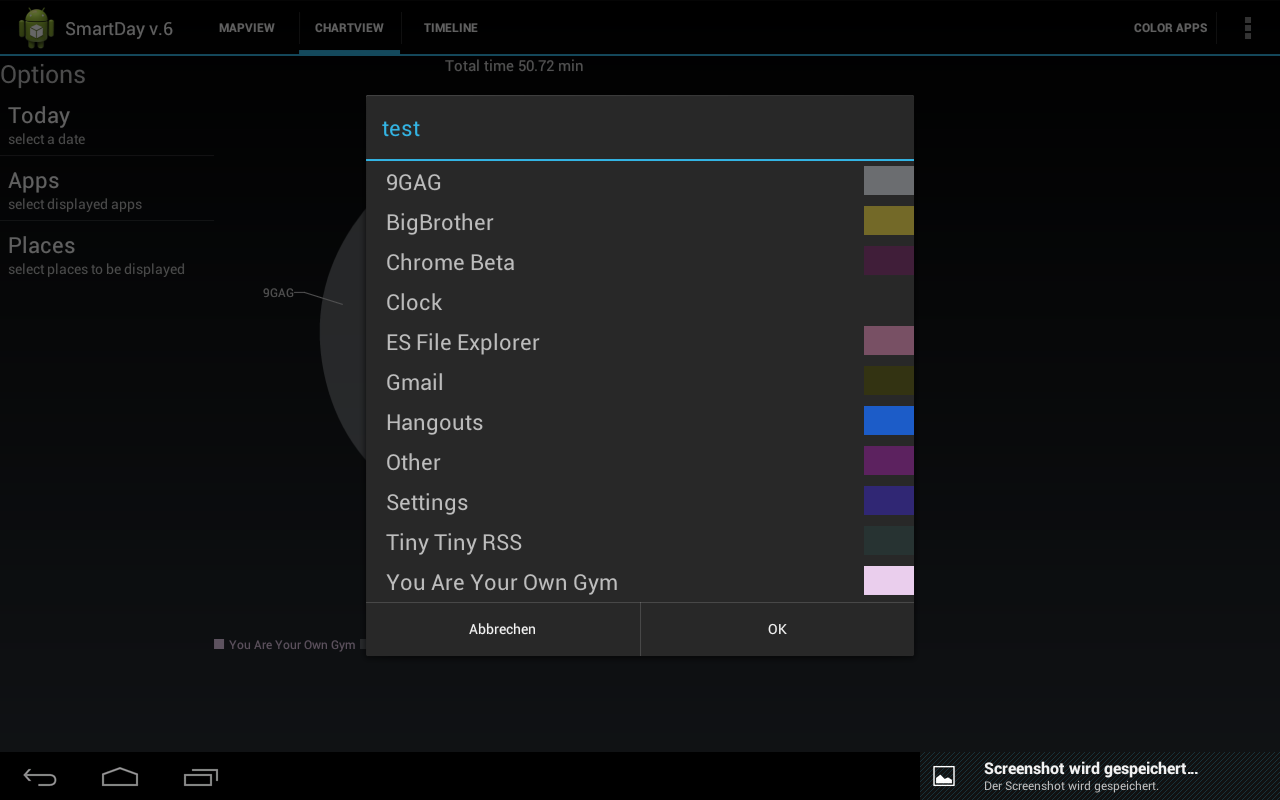 SmartDay v.6
MAPVIEW
CHARTVIEW
TIMELINE
COLOR APPS
Options
Total time 50.72 min
Today
select a date
Apps
select displayed apps
Places
select places to be displayed
9GAG
test
9GAG
BigBrother
Chrome Beta
Clock
ES File Explorer
Gmail
Hangouts
Other
Settings
Tiny Tiny RSS
You Are Your Own Gym
Abbrechen
OK
You Are Your Own Gym
Screenshot wird gespeichert...
Der Screenshot wird gespeichert.